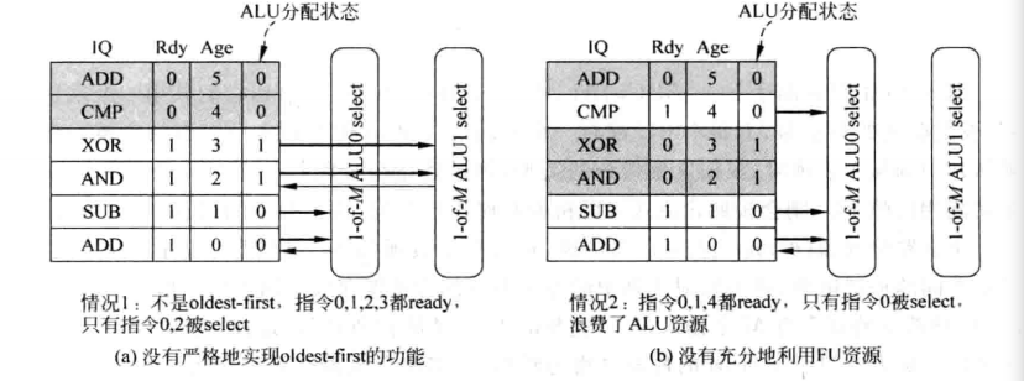 ALU分配状态
IQ Rdy Age
ADD 0 5 0
CMP 0 4 0
XOR 1 3 1
AND 1 2 1
SUB 1 1 0
ADD 1 0 0
1-of-M ALU0 select
1-of-M ALU1 select
情况1：不是oldest-first，指令0,1,2,3都ready，
只有指令0,2被select
(a) 没有严格地实现oldest-first的功能
ALU分配状态
IQ Rdy Age
ADD 0 5 0
CMP 1 4 0
XOR 0 3 1
AND 0 2 1
SUB 1 1 0
ADD 1 0 0
1-of-M ALU0 select
1-of-M ALU1 select
情况2：指令0,1,4都ready，只有指令0被select，
浪费了ALU资源
(b) 没有充分地利用FU资源